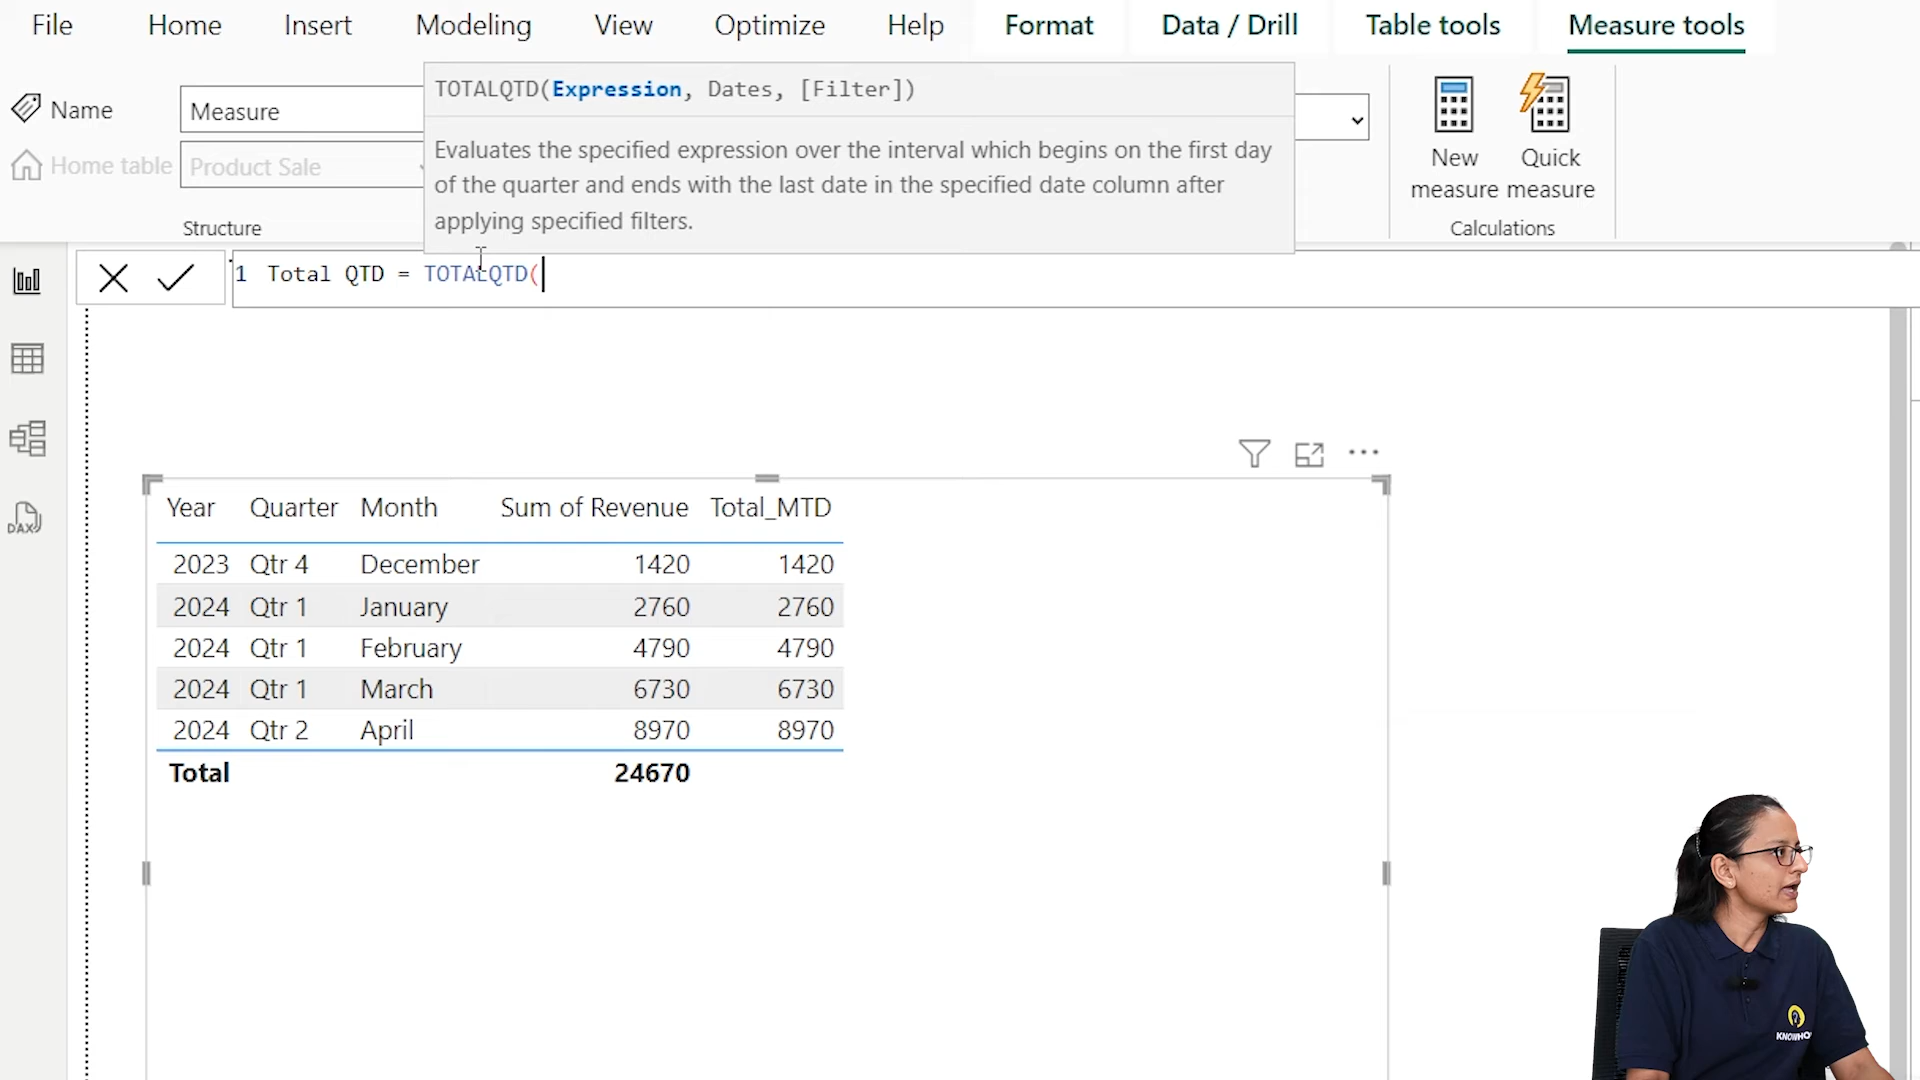 File Home Insert Modeling View Optimize Help Format Data / Drill Table tools Measure tools
Name Measure
Home table Product Sale
Structure
TOTALQTD(Expression, Dates, [Filter])
Evaluates the specified expression over the interval which begins on the first day
of the quarter and ends with the last date in the specified date column after
applying specified filters.
New measure
Quick measure
Calculations
1 Total QTD = TOTALQTD(
DAX
Year Quarter Month Sum of Revenue Total_MTD
2023 Qtr 4 December 1420 1420
2024 Qtr 1 January 2760 2760
2024 Qtr 1 February 4790 4790
2024 Qtr 1 March 6730 6730
2024 Qtr 2 April 8970 8970
Total 24670